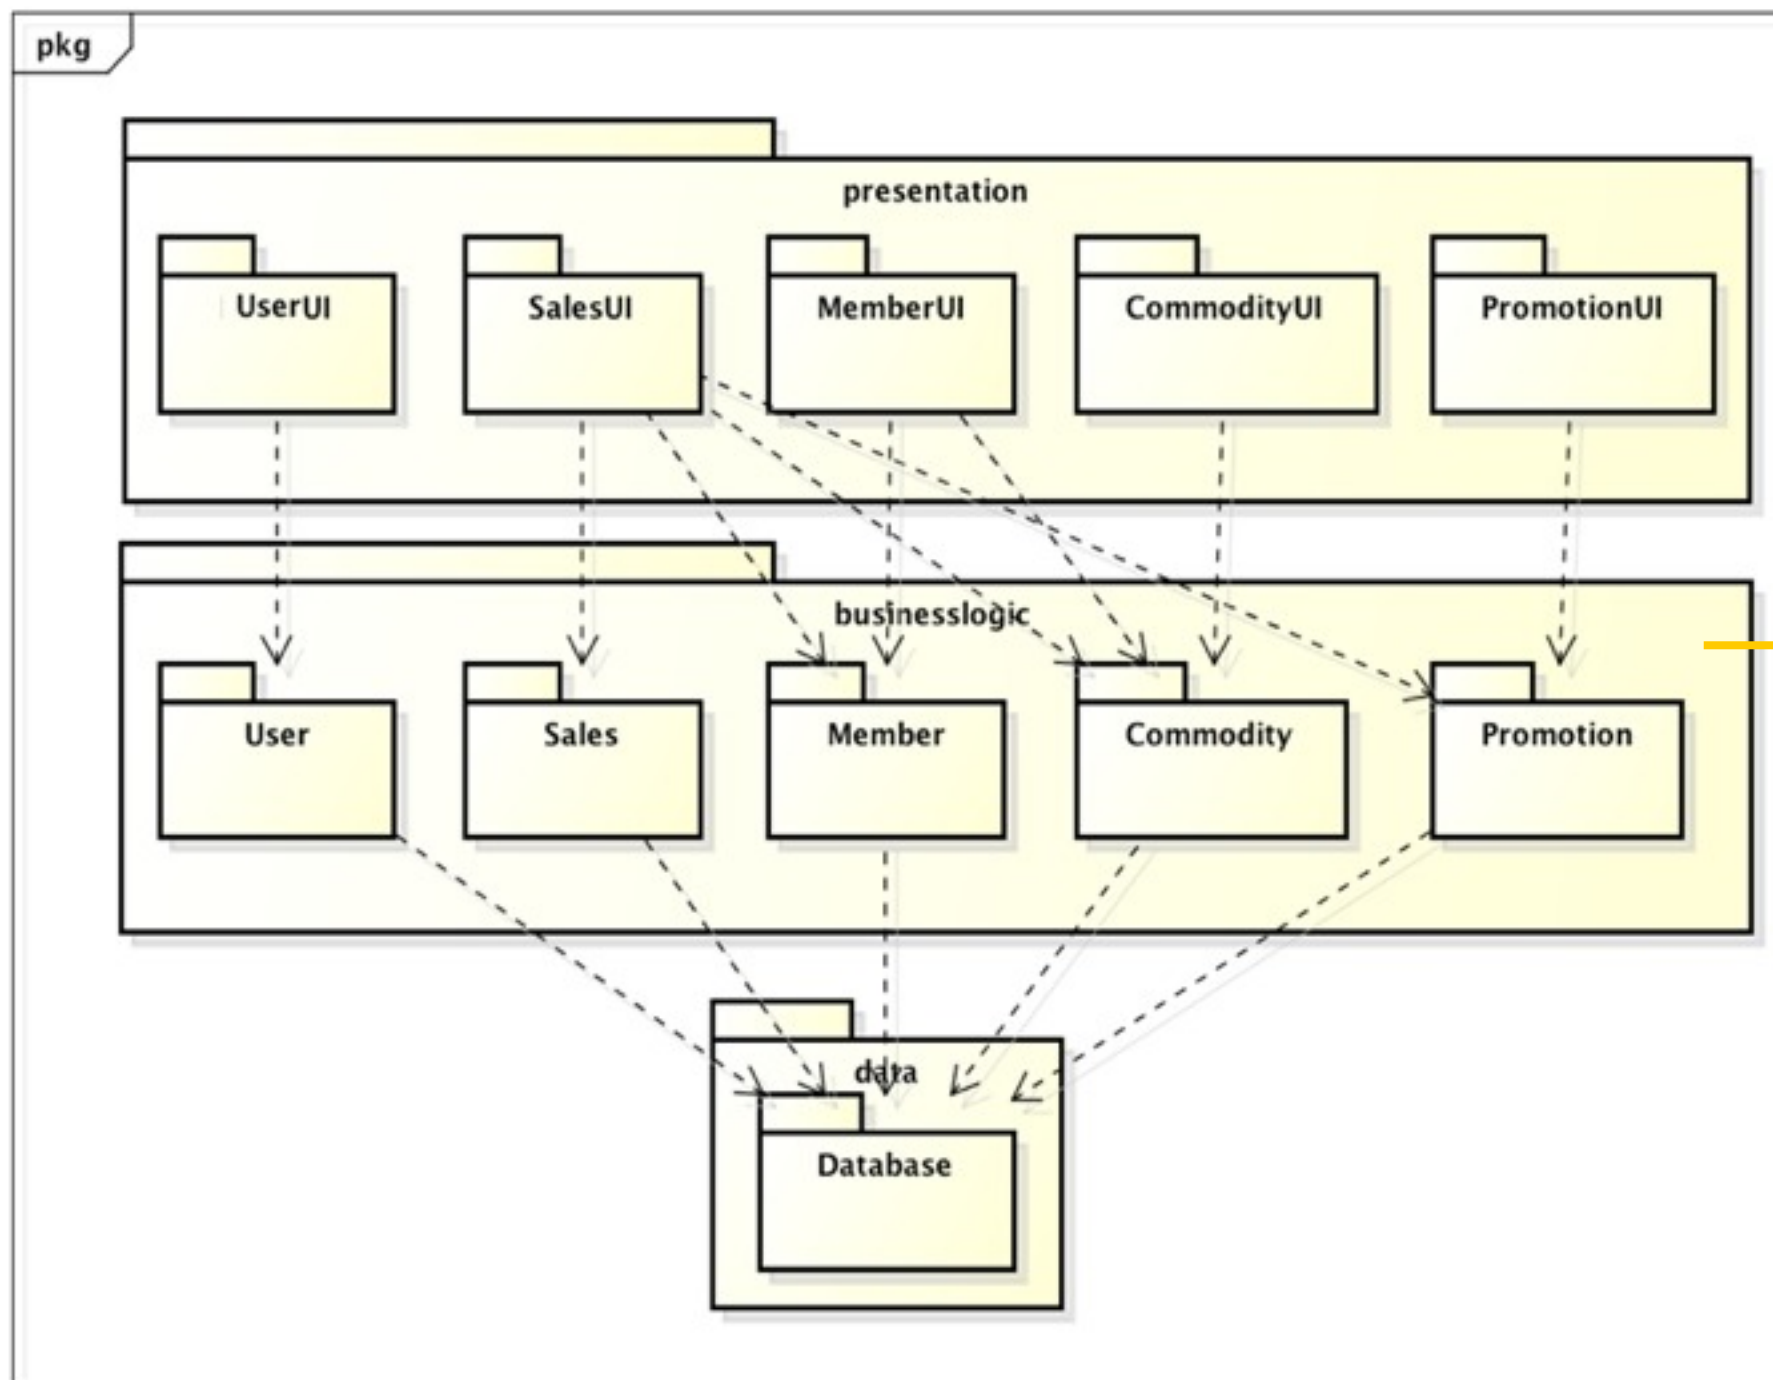 pkg
presentation
UserUI
SalesUI
MemberUI
CommodityUI
PromotionUI
businesslogic
User
Sales
Member
Commodity
Promotion
data
Database